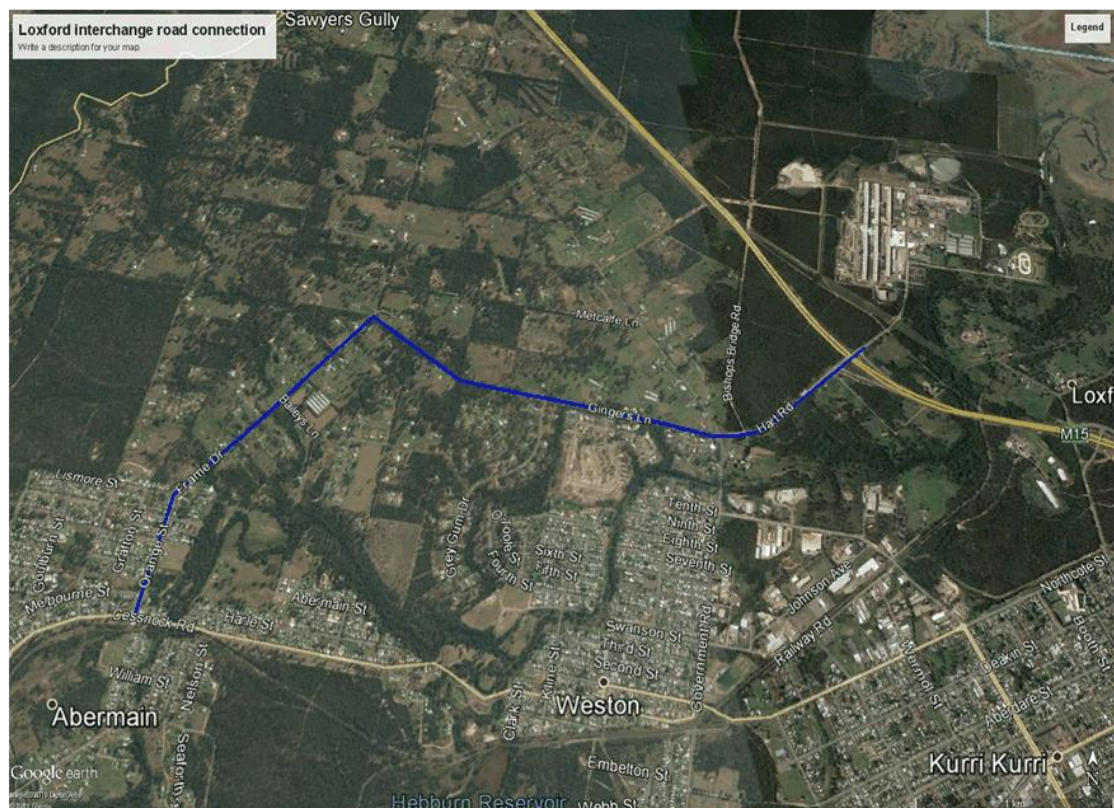 Loxford interchange road connection
Write a description for your map.
Sawyers Gully
Legend
Metcalfe Ln
Bishops Bridge Rd
Loxf
Baileys Ln
Gingers Ln
Hart Rd
M15
Frame Dr
Lismore St
Grafton St
Goulburn St
Orange St
Melbourne St
Cessnock Rd
Harle St
Abermain St
Grey Gum Dr
O'Toole St
Fourth St
Sixth St
Fifth St
Tenth St
Ninth St
Eighth St
Seventh St
Johnson Ave
Railway Rd
Northcote St
Booth St
Swanson St
Third St
Second St
Government Rd
Kline St
Clark St
Mermot St
Deakin St
Aberdare St
William St
Nelson St
Abermain
Weston
Kurri Kurri
Embelton St
Webb St
Hebburn Reservoir
Google earth
N